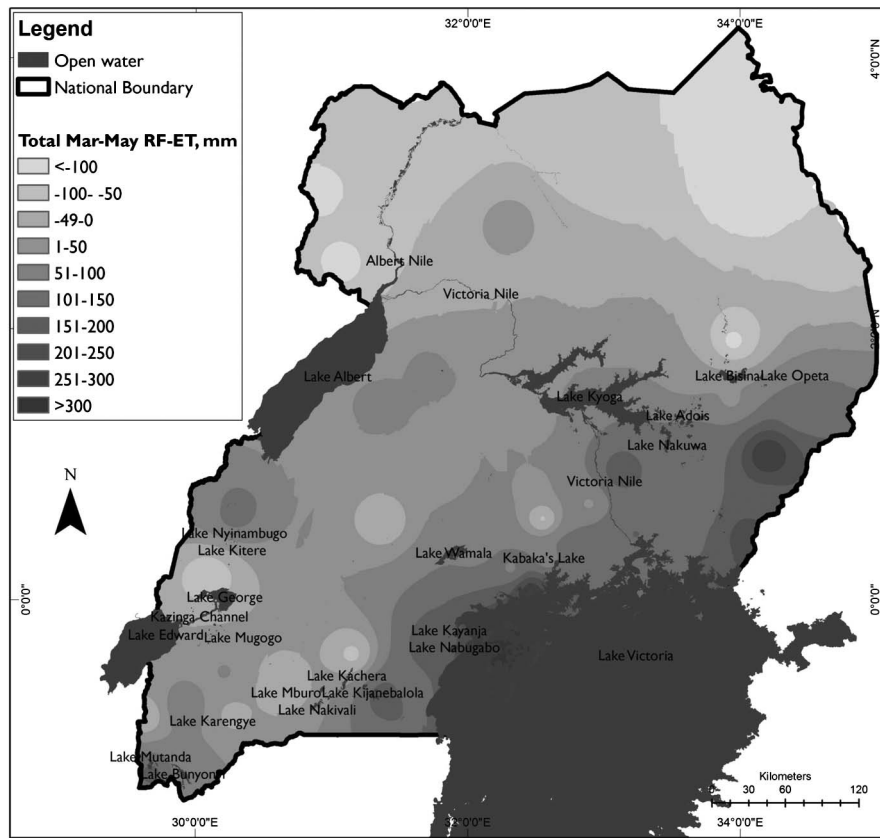 Legend
Open water
National Boundary
Total Mar-May RF-ET, mm
<-100
-100- -50
-49-0
1-50
51-100
101-150
151-200
201-250
251-300
>300
32°0'0"E
34°0'0"E
4°0'0"N
Albert Nile
Victoria Nile
Lake Albert
Lake Bisina
Lake Opeta
Lake Kyoga
Lake Adois
Lake Nakuwa
N
Victoria Nile
Lake Nyinambugo
Lake Kitere
Lake Wamala
Kabaka's Lake
0°0'0"
Lake George
0°0'0"
Kazinga Channel
Lake Edward
Lake Mugogo
Lake Kayanja
Lake Nabugabo
Lake Victoria
Lake Kachera
Lake Mburo
Lake Kijanebalola
Lake Nakivali
Lake Karengye
Lake Mutanda
Lake Bunyonyi
Kilometers
0 30 60 90 120
30°0'0"E
32°0'0"E
34°0'0"E